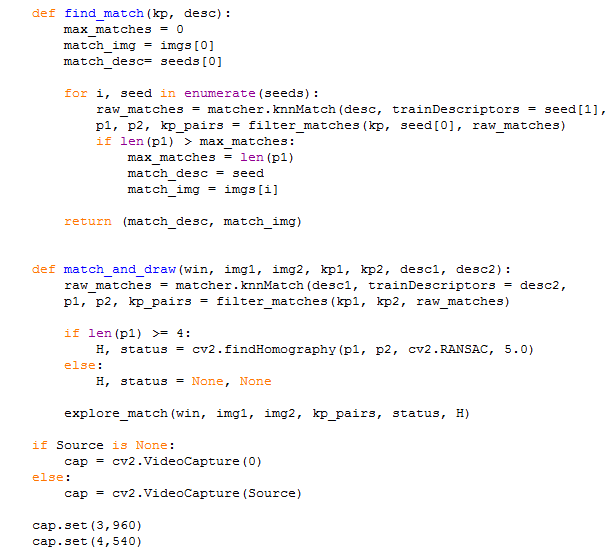 def find_match(kp, desc):
    max_matches = 0
    match_img = imgs[0]
    match_desc= seeds[0]

    for i, seed in enumerate(seeds):
        raw_matches = matcher.knnMatch(desc, trainDescriptors = seed[1],
        p1, p2, kp_pairs = filter_matches(kp, seed[0], raw_matches)
        if len(p1) > max_matches:
            max_matches = len(p1)
            match_desc = seed
            match_img = imgs[i]

    return (match_desc, match_img)


def match_and_draw(win, img1, img2, kp1, kp2, desc1, desc2):
    raw_matches = matcher.knnMatch(desc1, trainDescriptors = desc2,
    p1, p2, kp_pairs = filter_matches(kp1, kp2, raw_matches)

    if len(p1) >= 4:
        H, status = cv2.findHomography(p1, p2, cv2.RANSAC, 5.0)
    else:
        H, status = None, None

    explore_match(win, img1, img2, kp_pairs, status, H)

if Source is None:
    cap = cv2.VideoCapture(0)
else:
    cap = cv2.VideoCapture(Source)

cap.set(3,960)
cap.set(4,540)